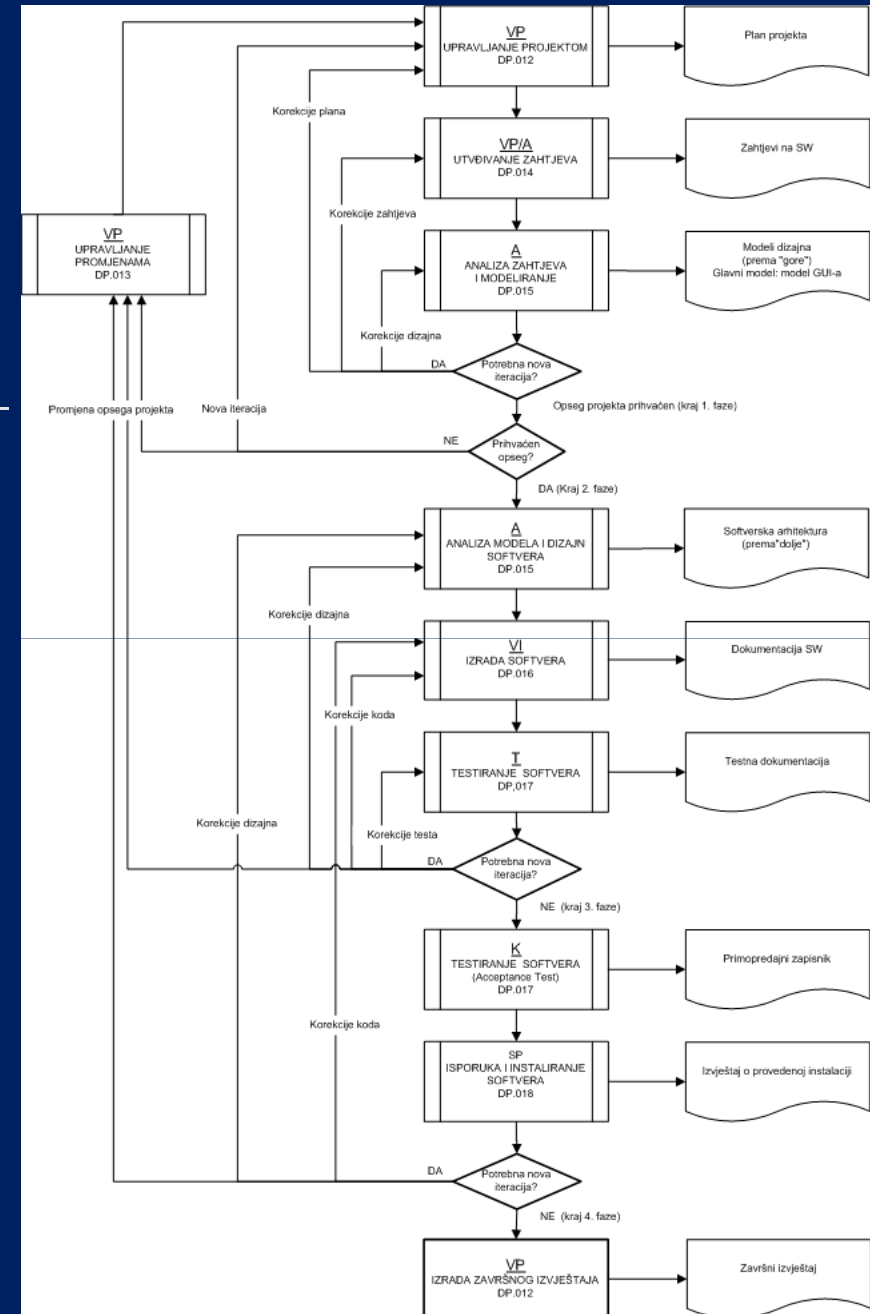 VP
UPRAVLJANJE PROJEKTOM
DP.012
Plan projekta
Korekcije plana
VP/A
UTVĐIVANJE ZAHTJEVA
DP.014
Zahtjevi na SW
Korekcije zahtjeva
VP
UPRAVLJANJE
PROMJENAMA
DP.013
A
ANALIZA ZAHTJEVA
I MODELIRANJE
DP.015
Modeli dizajna
(prema "gore")
Glavni model: model GUI-a
Korekcije dizajna
DA
Potrebna nova
iteracija?
Promjena opsega projekta
Nova iteracija
Opseg projekta prihvaćen (kraj 1. faze)
NE
Prihvaćen
opseg?
DA (Kraj 2. faze)
A
ANALIZA MODELA I DIZAJN
SOFTVERA
DP.015
Softverska arhitektura
(prema"dolje")
Korekcije dizajna
VI
IZRADA SOFTVERA
DP.016
Dokumentacija SW
Korekcije koda
T
TESTIRANJE SOFTVERA
DP,017
Testna dokumentacija
Korekcije dizajna
Korekcije testa
DA
Potrebna nova
iteracija?
NE (kraj 3. faze)
K
TESTIRANJE SOFTVERA
(Acceptance Test)
DP.017
Primopredajni zapisnik
Korekcije koda
SP
ISPORUKA I INSTALIRANJE
SOFTVERA
DP.018
Izvještaj o provedenoj instalaciji
DA
Potrebna nova
iteracija?
NE (kraj 4. faze)
VP
IZRADA ZAVRŠNOG IZVJEŠTAJA
DP.012
Završni izvještaj